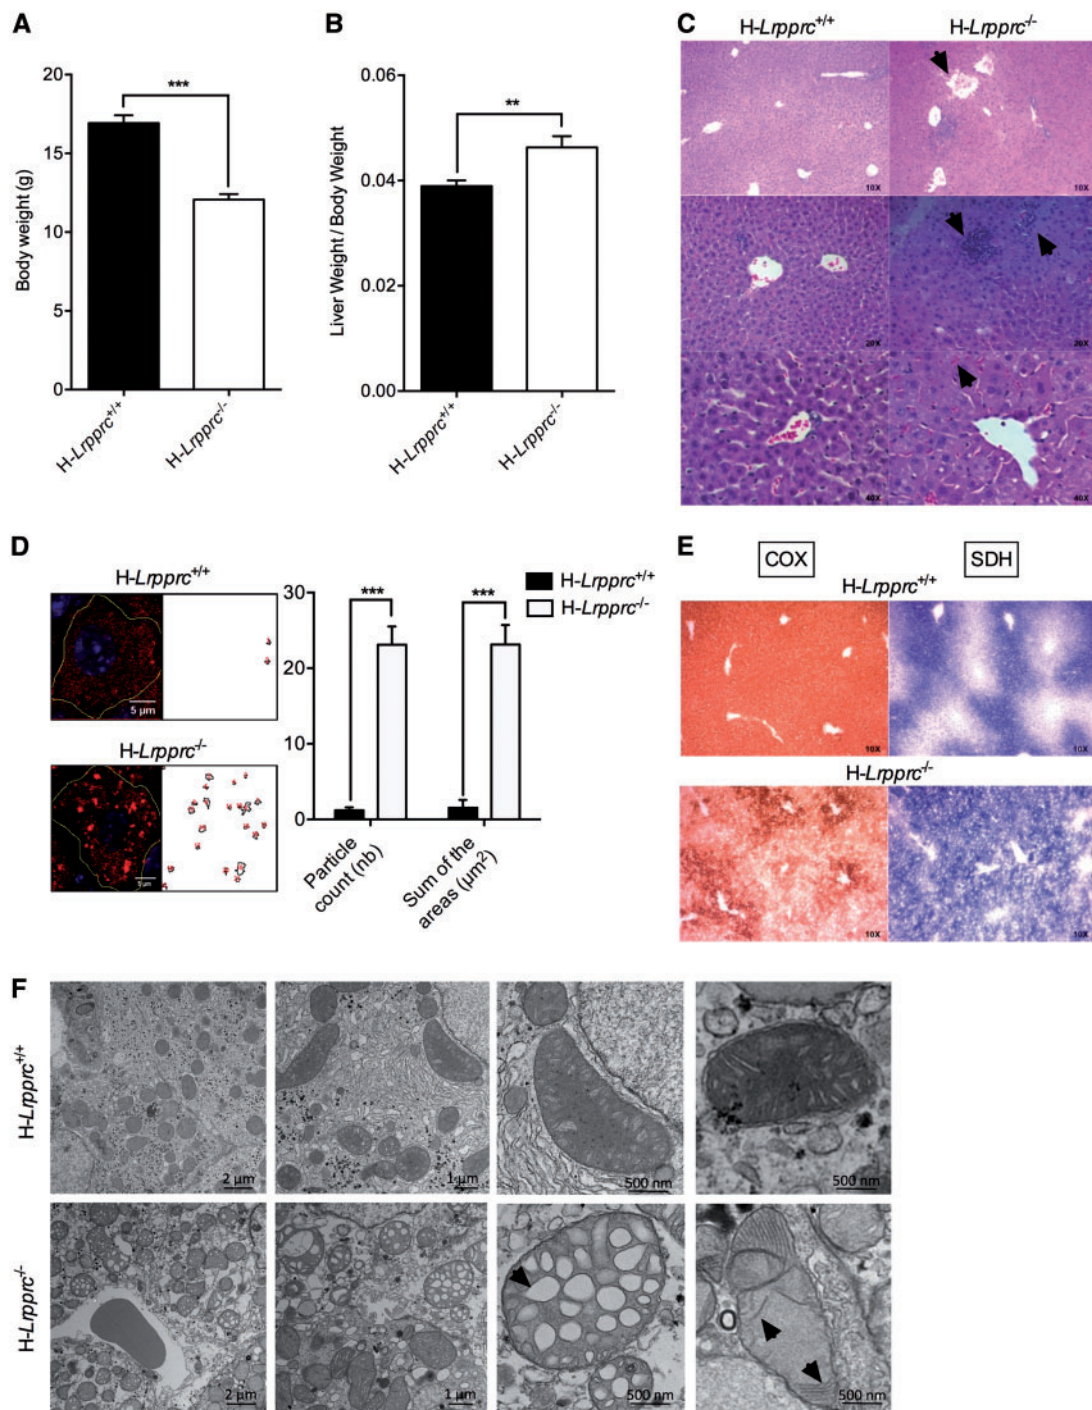 A
Body weight (g)
20
15
10
5
0
***
H-Lrpprc+/+
H-Lrpprc-/-
B
Liver Weight / Body Weight
0.06
0.04
0.02
0.00
**
H-Lrpprc+/+
H-Lrpprc-/-
C
H-Lrpprc+/+ H-Lrpprc-/-
10X 10X
20X 20X
40X 40X
D
H-Lrpprc+/+
5 µm
H-Lrpprc-/-
5µm
30
20
10
0
*** ***
H-Lrpprc+/+
H-Lrpprc-/-
Particle
count (nb)
Sum of the
areas (µm²)
E
COX SDH
H-Lrpprc+/+
10X 10X
H-Lrpprc-/-
10X 10X
F
H-Lrpprc+/+
2 µm 1 µm 500 nm 500 nm
H-Lrpprc-/-
2 µm 1 µm 500 nm 500 nm